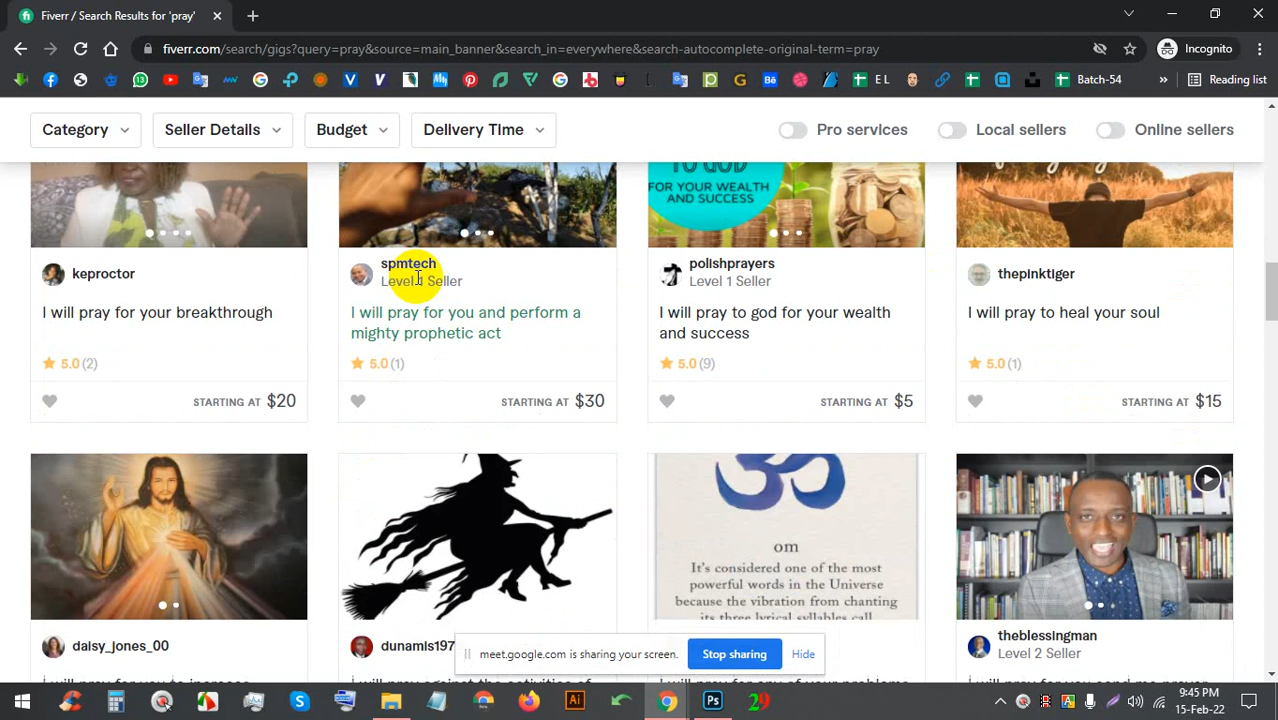 Fiverr / Search Results for 'pray'
fiverr.com/search/gigs?query=pray&source=main_banner&search_in=everywhere&search-autocomplete-original-term=pray
Incognito
E L
Batch-54
Reading list
Category
Seller Details
Budget
Delivery Time
Pro services
Local sellers
Online sellers
TO GOD
FOR YOUR WEALTH
AND SUCCESS
keproctor
I will pray for your breakthrough
5.0 (2)
STARTING AT $20
spmtech
Level 1 Seller
I will pray for you and perform a
mighty prophetic act
5.0 (1)
STARTING AT $30
polishprayers
Level 1 Seller
I will pray to god for your wealth
and success
5.0 (9)
STARTING AT $5
thepinktiger
I will pray to heal your soul
5.0 (1)
STARTING AT $15
om
It's considered one of the most
powerful words in the Universe
because the vibration from chanting
its three lyrical syllables call
daisy_jones_00
dunamis197
theblessingman
Level 2 Seller
meet.google.com is sharing your screen.
Stop sharing
Hide
9:45 PM
15-Feb-22